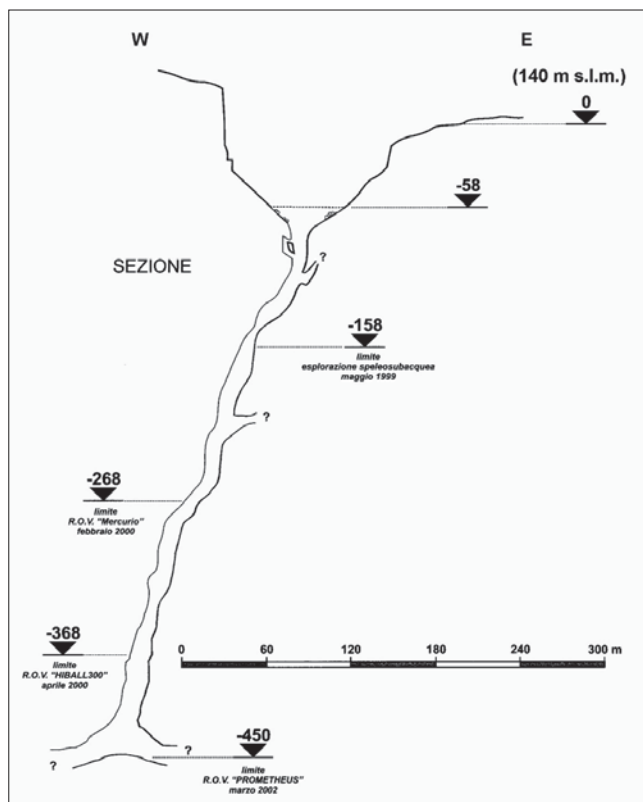 W
E
(140 m s.l.m.)
0
-58
SEZIONE
?
-158
limite
esplorazione speleosubacquea
maggio 1999
?
-268
limite
R.O.V. "Mercurio"
febbraio 2000
-368
limite
R.O.V. "HIBALL300"
aprile 2000
0 60 120 180 240 300 m
?
?
-450
limite
R.O.V. "PROMETHEUS"
marzo 2002